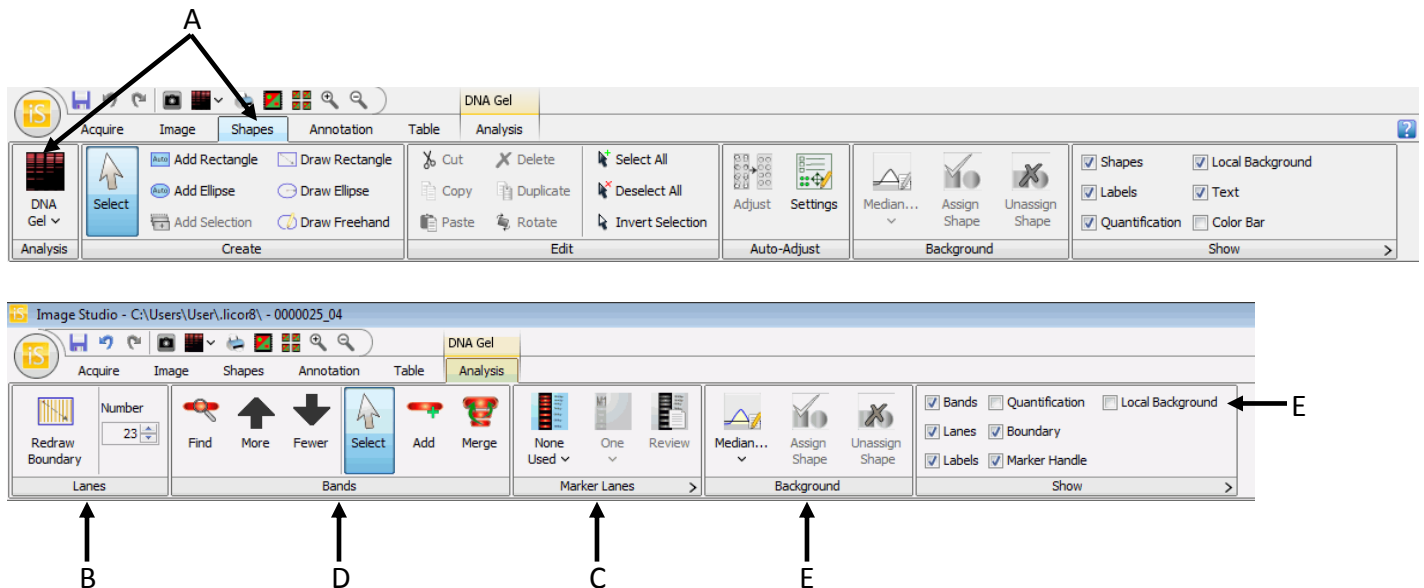 A
iS
DNA Gel
Acquire Image Shapes Annotation Table Analysis
?
DNA Gel
Select
Auto Add Rectangle
Auto Add Ellipse
Add Selection
Draw Rectangle
Draw Ellipse
Draw Freehand
Cut
Copy
Paste
Delete
Duplicate
Rotate
Select All
Deselect All
Invert Selection
Adjust
Settings
Median...
Assign Shape
Unassign Shape
Shapes
Labels
Quantification
Local Background
Text
Color Bar
Analysis Create Edit Auto-Adjust Background Show
iS Image Studio - C:\Users\User\.licor8\ - 0000025_04
iS
DNA Gel
Acquire Image Shapes Annotation Table Analysis
Redraw Boundary
Number
23
Find
More
Fewer
Select
Add
Merge
None Used
One
Review
Median...
Assign Shape
Unassign Shape
Bands Quantification Local Background
Lanes Boundary
Labels Marker Handle
E
Lanes Bands Marker Lanes Background Show
B D C E